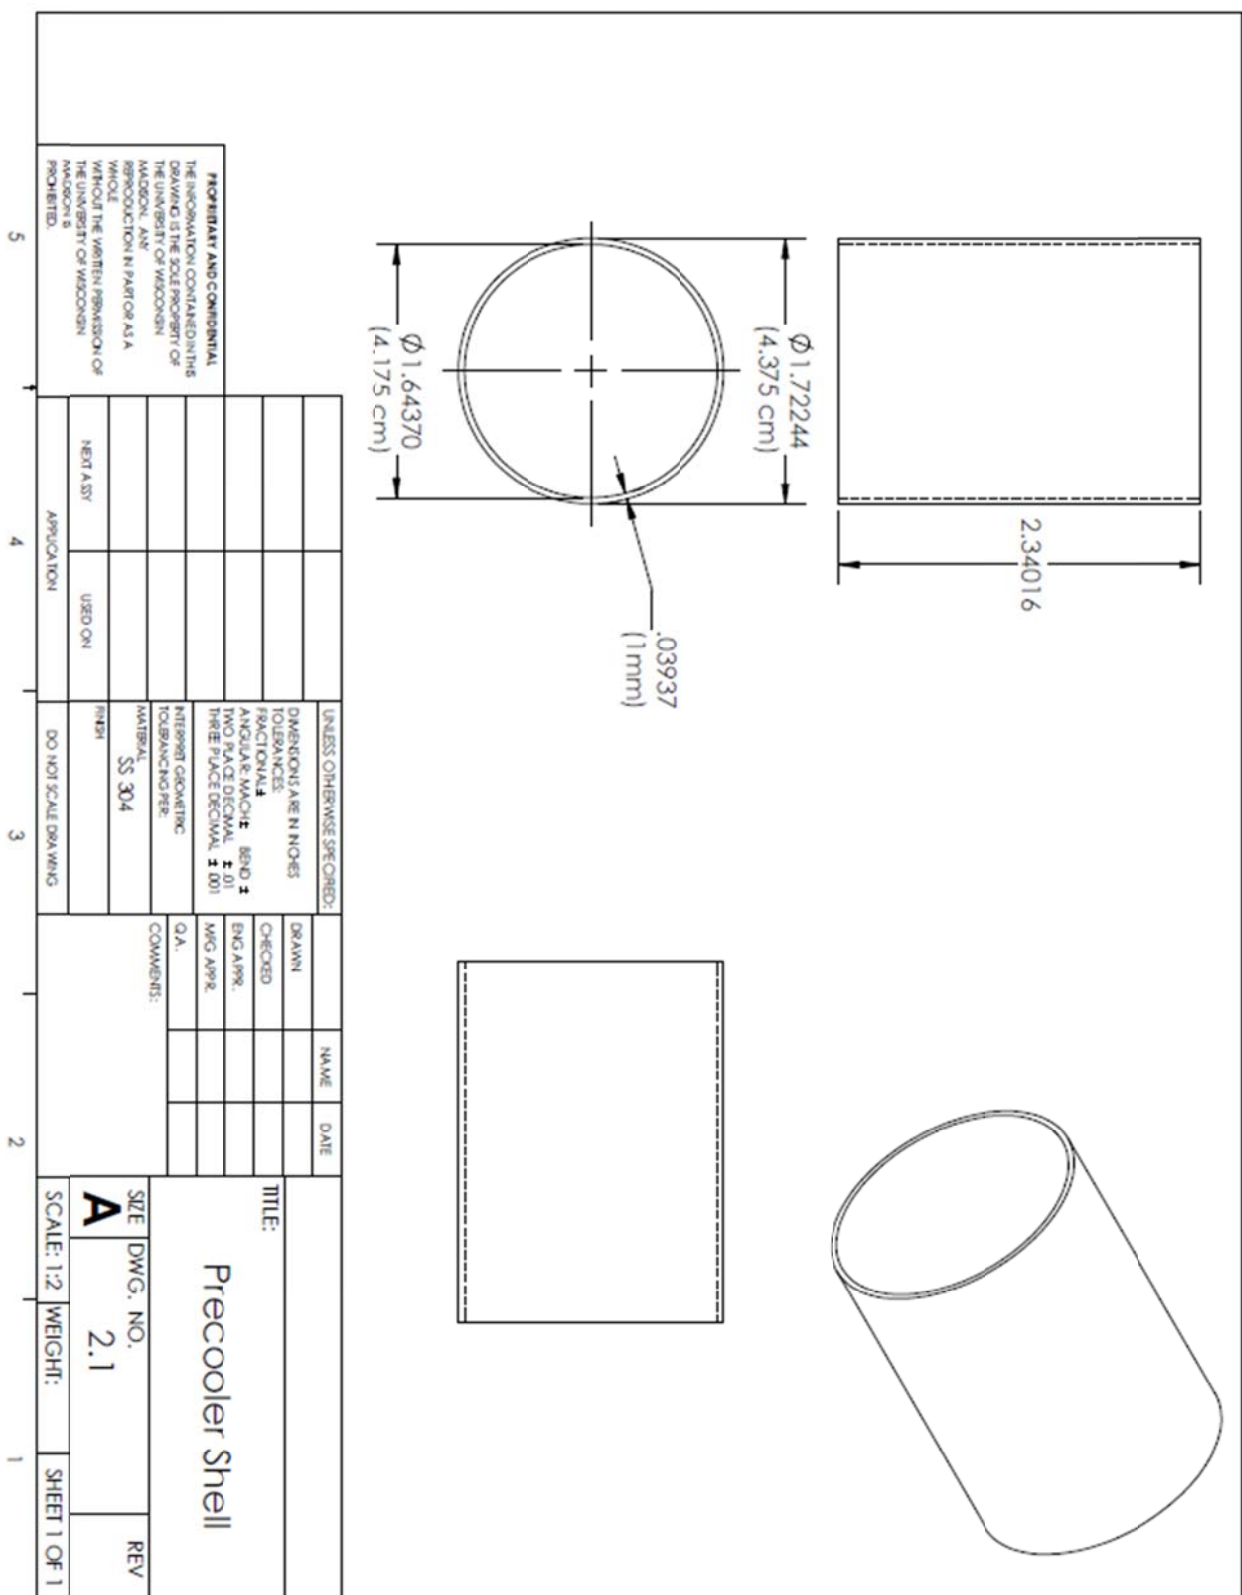 2.34016
Ø1.72244
(4.375 cm)
.03937
(1mm)
Ø1.64370
(4.175 cm)
PROPRIETARY AND CONFIDENTIAL
THE INFORMATION CONTAINED IN THIS
DRAWING IS THE SOLE PROPERTY OF
THE UNIVERSITY OF WISCONSIN
MADISON. ANY
REPRODUCTION IN PART OR AS A
WHOLE
WITHOUT THE WRITTEN PERMISSION OF
THE UNIVERSITY OF WISCONSIN
MADISON IS
PROHIBITED.
NEXT ASSY
USED ON
APPLICATION
UNLESS OTHERWISE SPECIFIED:
DIMENSIONS ARE IN INCHES
TOLERANCES:
FRACTIONAL ±
ANGULAR: MACH ± BEND ±
TWO PLACE DECIMAL ± .01
THREE PLACE DECIMAL ± .001
INTERPRET GEOMETRIC
TOLERANCING PER:
MATERIAL
SS 304
FINISH
DO NOT SCALE DRAWING
NAME
DATE
DRAWN
CHECKED
ENG APPR.
MFG APPR.
Q.A.
COMMENTS:
TITLE:
Precooler Shell
SIZE
A
DWG. NO.
2.1
REV
SCALE: 1:2
WEIGHT:
SHEET 1 OF 1
5
4
3
2
1